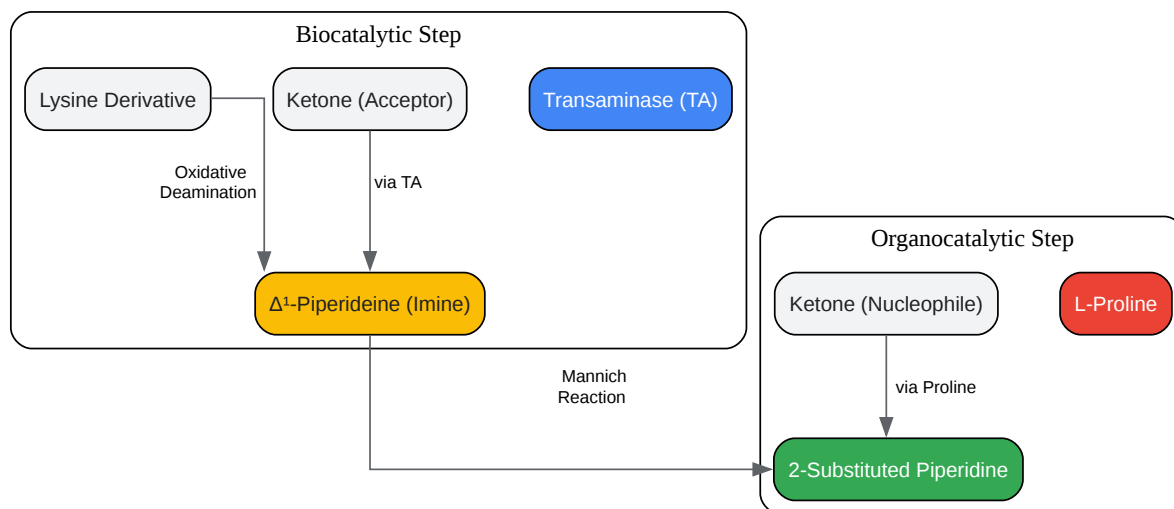 Biocatalytic Step
Lysine Derivative
Ketone (Acceptor)
Transaminase (TA)
Oxidative
Deamination
via TA
Δ¹-Piperideine (Imine)
Organocatalytic Step
Ketone (Nucleophile)
L-Proline
Mannich
Reaction
via Proline
2-Substituted Piperidine